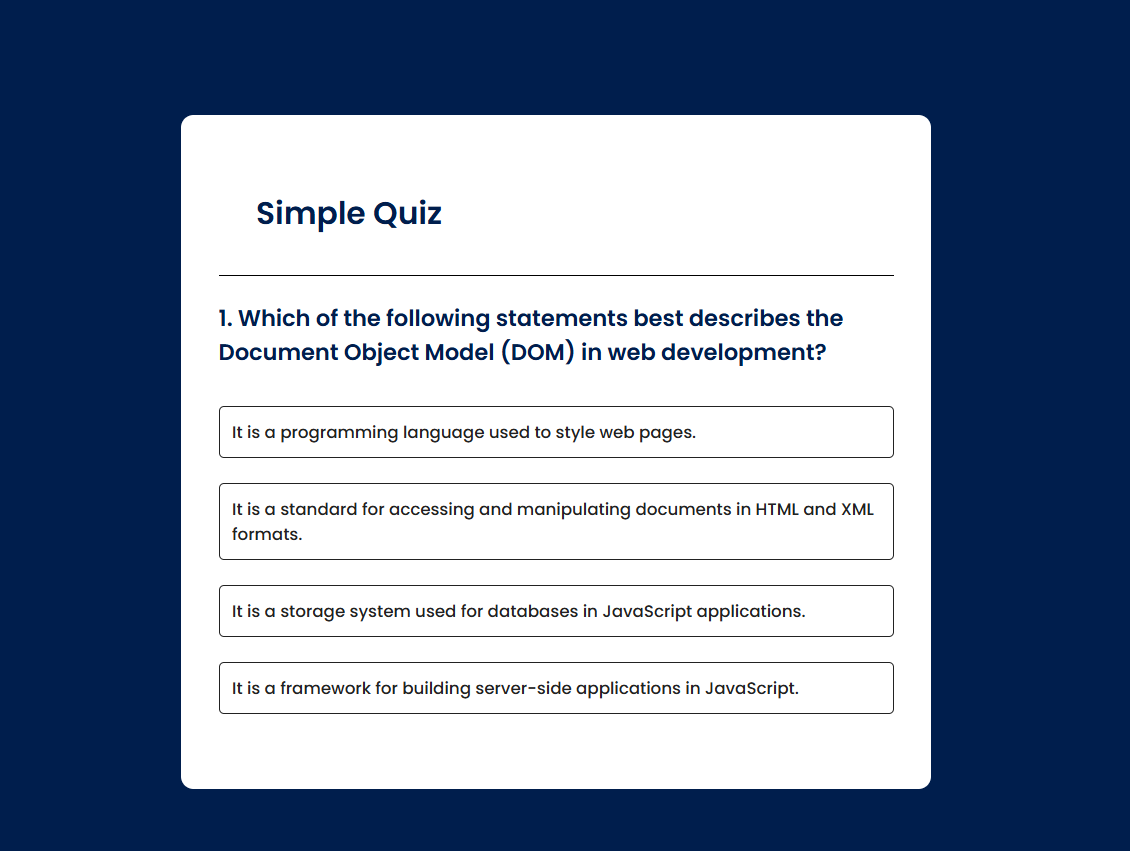 Simple Quiz
1. Which of the following statements best describes the
Document Object Model (DOM) in web development?
It is a programming language used to style web pages.
It is a standard for accessing and manipulating documents in HTML and XML
formats.
It is a storage system used for databases in JavaScript applications.
It is a framework for building server-side applications in JavaScript.